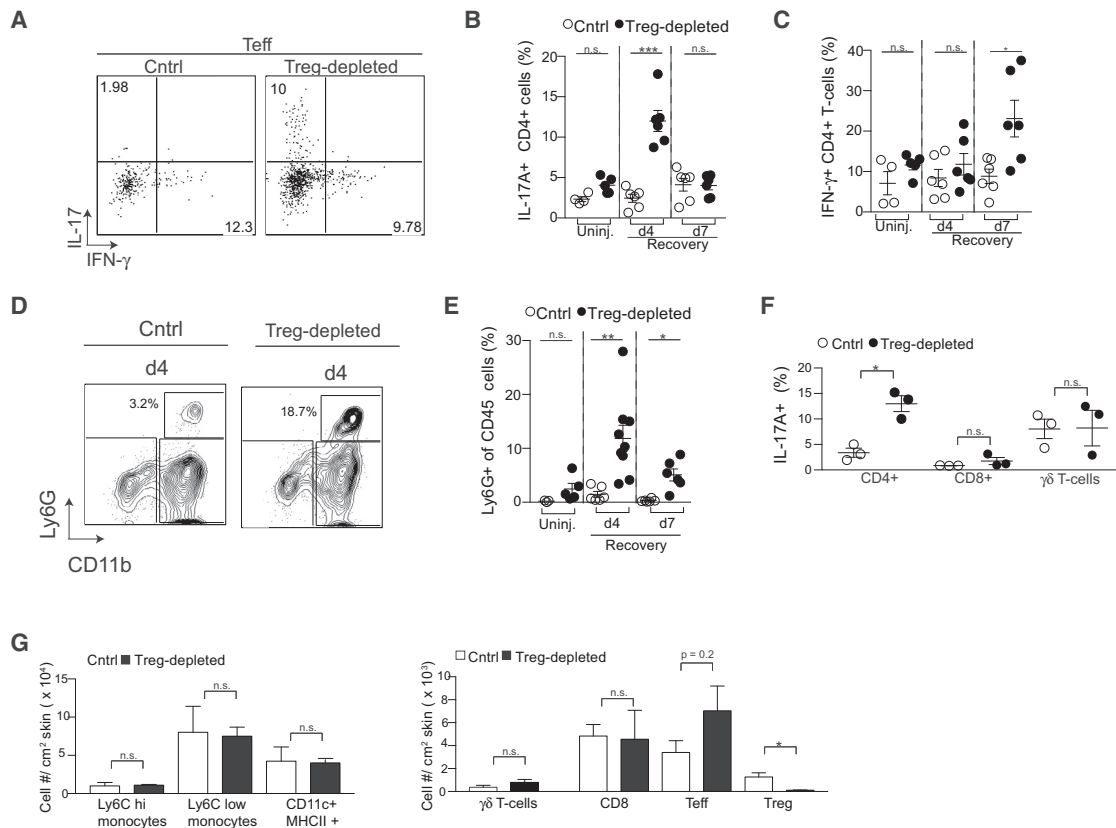 A
Teff
Cntrl
Treg-depleted
1.98
10
12.3
9.78
IL-17
IFN-γ
B
Cntrl Treg-depleted
n.s.
***
n.s.
IL-17A+ CD4+ cells (%)
20
15
10
5
0
Uninj.
d4
d7
Recovery
C
n.s.
n.s.
*
IFN-γ+ CD4+ T-cells (%)
40
30
20
10
0
Uninj.
d4
d7
Recovery
D
Cntrl
Treg-depleted
d4
d4
3.2%
18.7%
Ly6G
CD11b
E
Cntrl Treg-depleted
n.s.
**
*
Ly6G+ of CD45 cells (%)
30
20
10
0
Uninj.
d4
d7
Recovery
F
Cntrl Treg-depleted
*
n.s.
n.s.
IL-17A+ (%)
20
15
10
5
0
CD4+
CD8+
γδ T-cells
G
Cntrl Treg-depleted
Cell #/ cm² skin ( x 10⁴)
15
10
5
0
n.s.
n.s.
n.s.
Ly6C hi
monocytes
Ly6C low
monocytes
CD11c+
MHCII +
Cntrl Treg-depleted
Cell #/ cm² skin ( x 10³)
10
8
6
4
2
0
n.s.
n.s.
p = 0.2
*
γδ T-cells
CD8
Teff
Treg